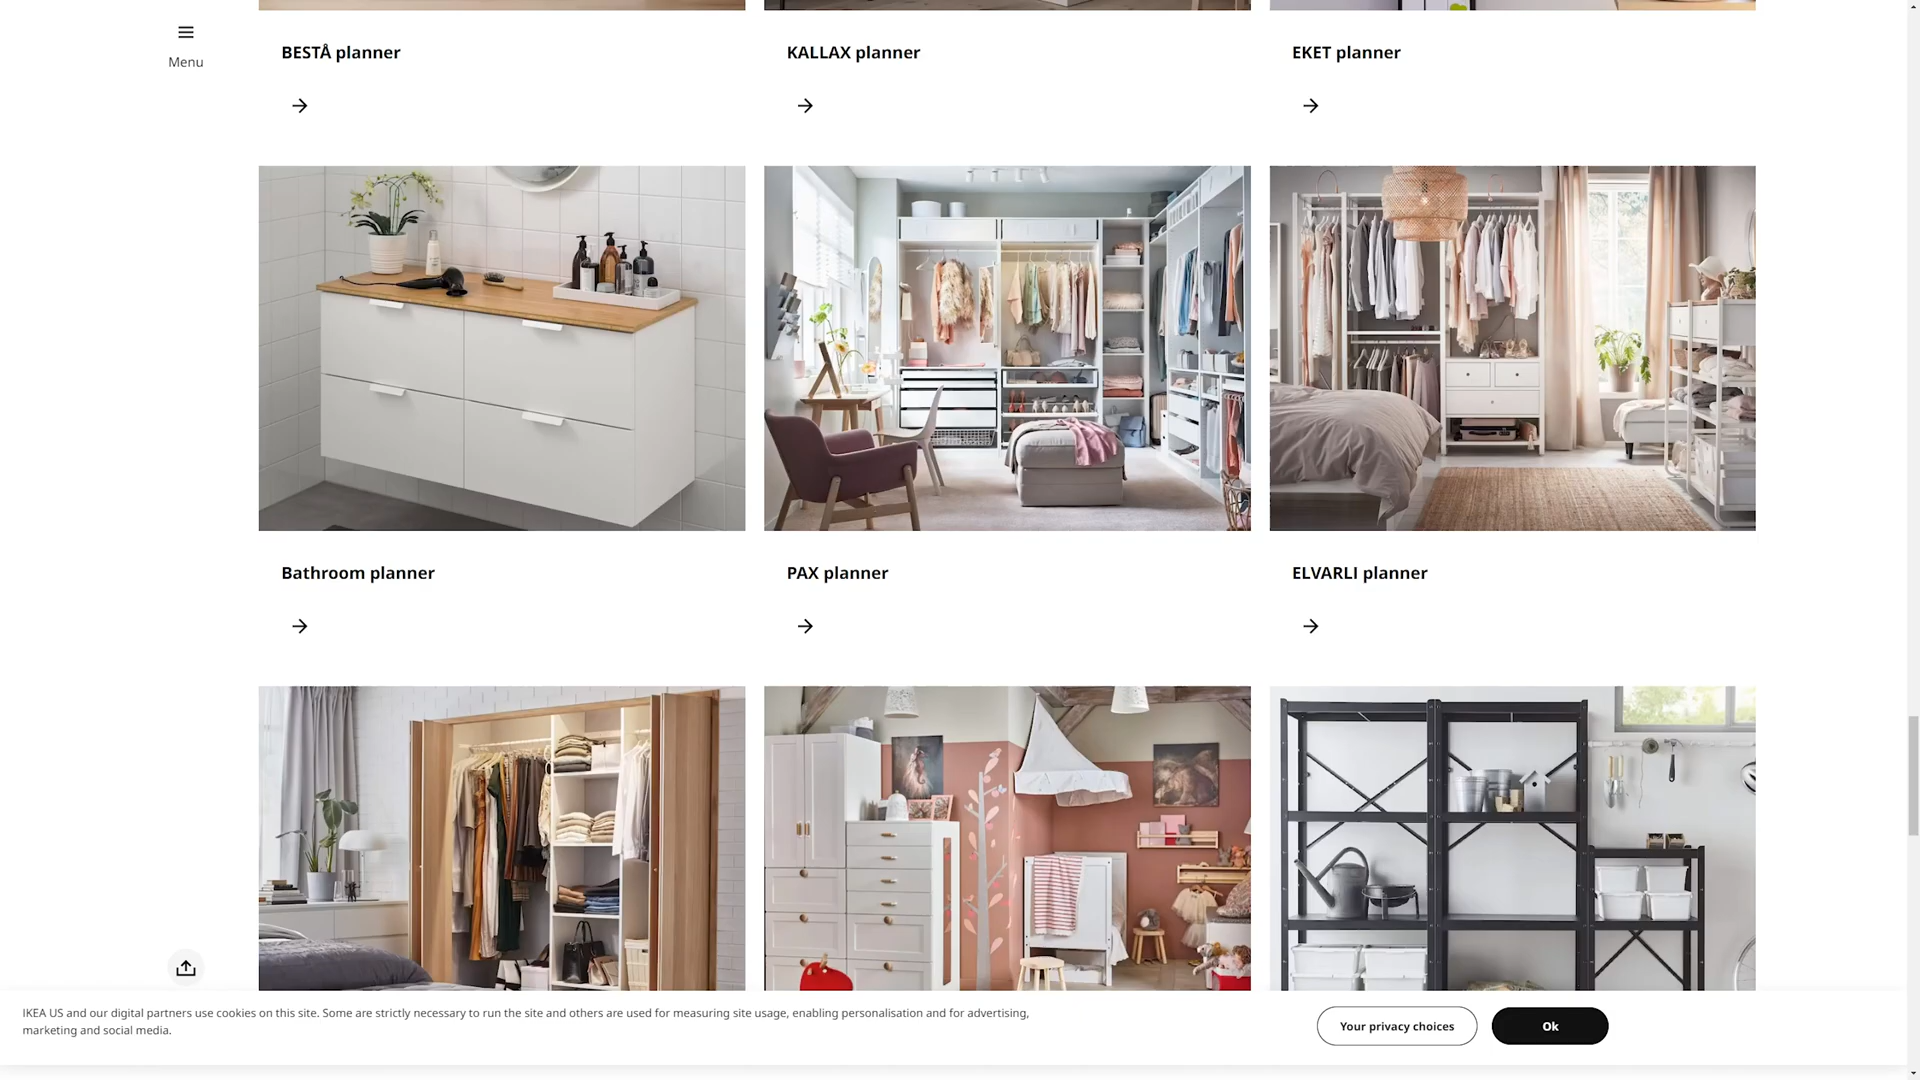 Menu
BESTÅ planner
KALLAX planner
EKET planner
Bathroom planner
PAX planner
ELVARLI planner
IKEA US and our digital partners use cookies on this site. Some are strictly necessary to run the site and others are used for measuring site usage, enabling personalisation and for advertising,
marketing and social media.
Your privacy choices
Ok